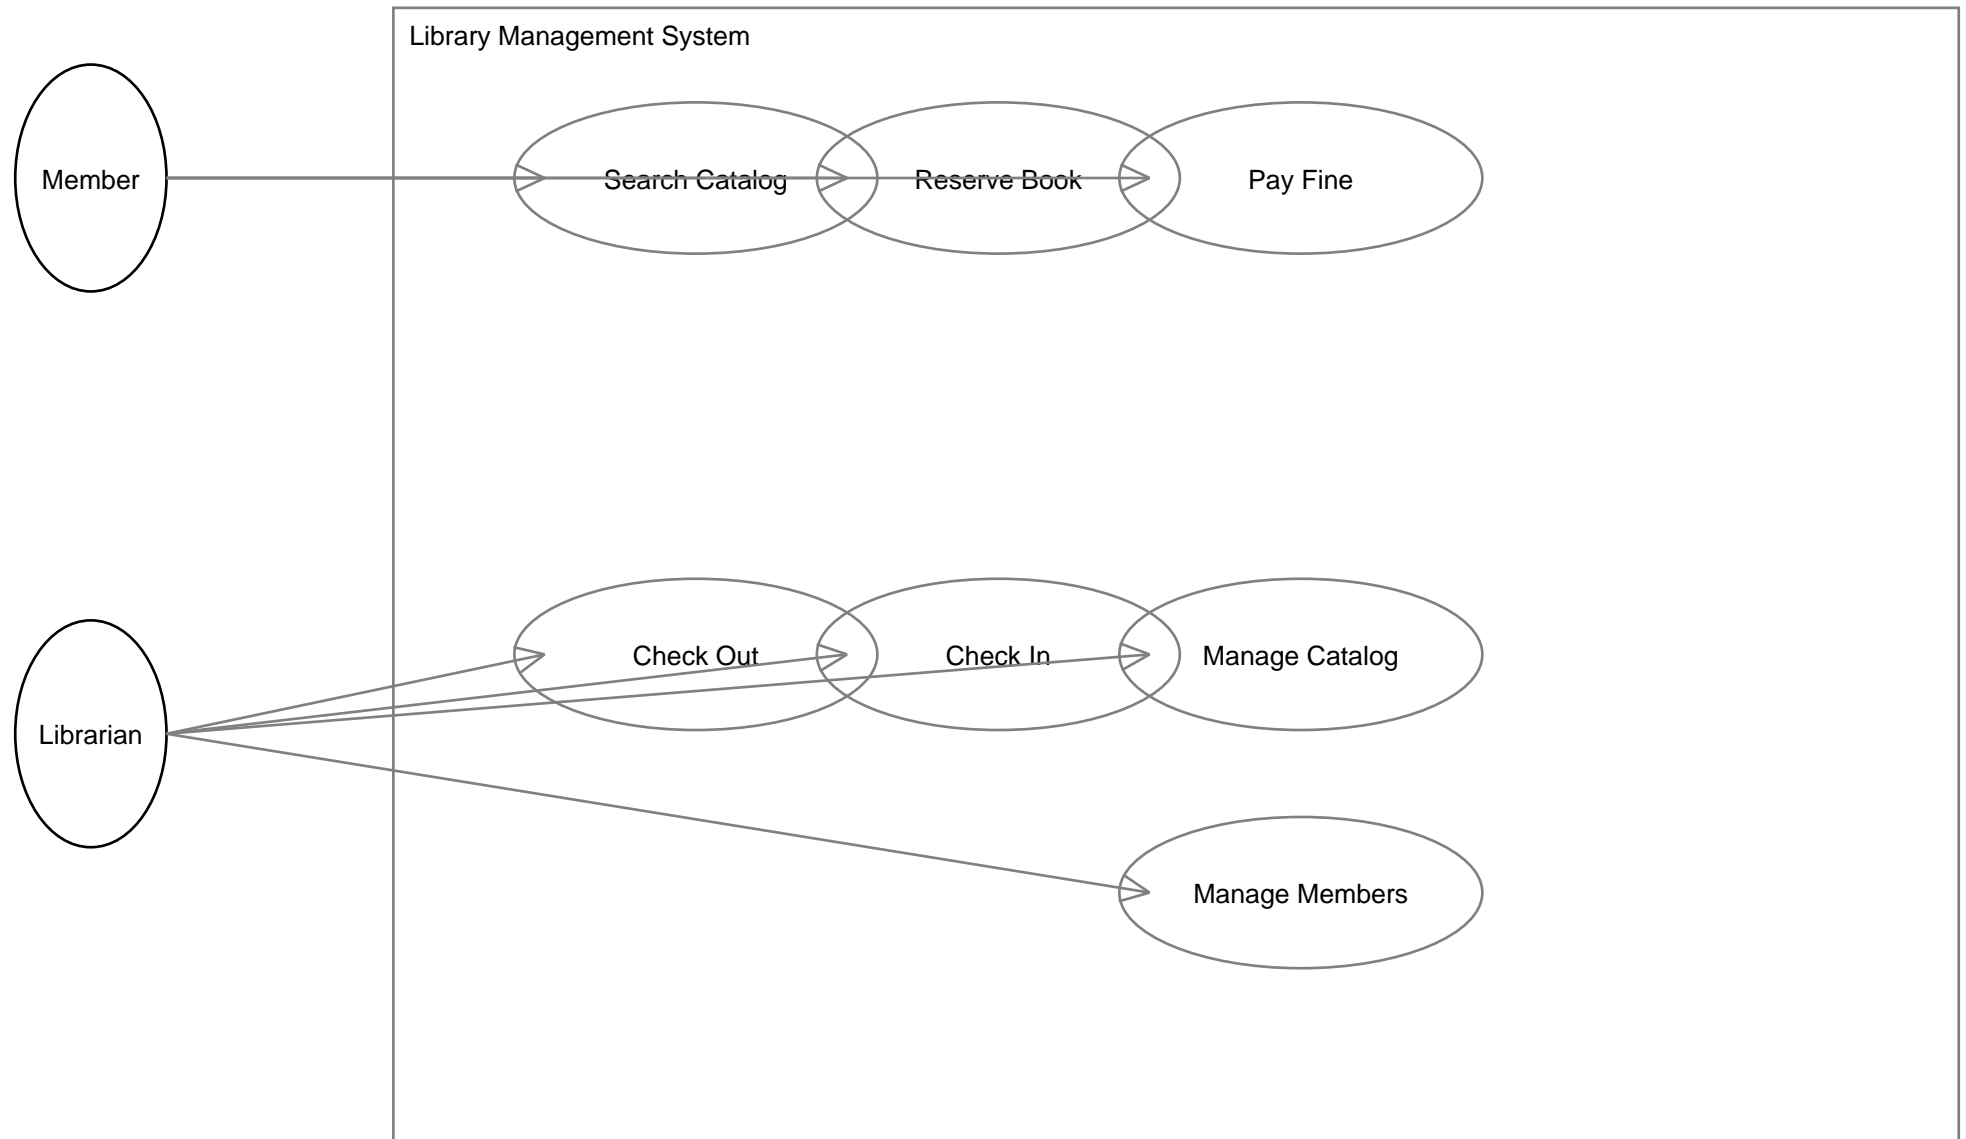 Library Management System
Member
Search Catalog
Reserve Book
Pay Fine
Librarian
Check Out
Check In
Manage Catalog
Manage Members